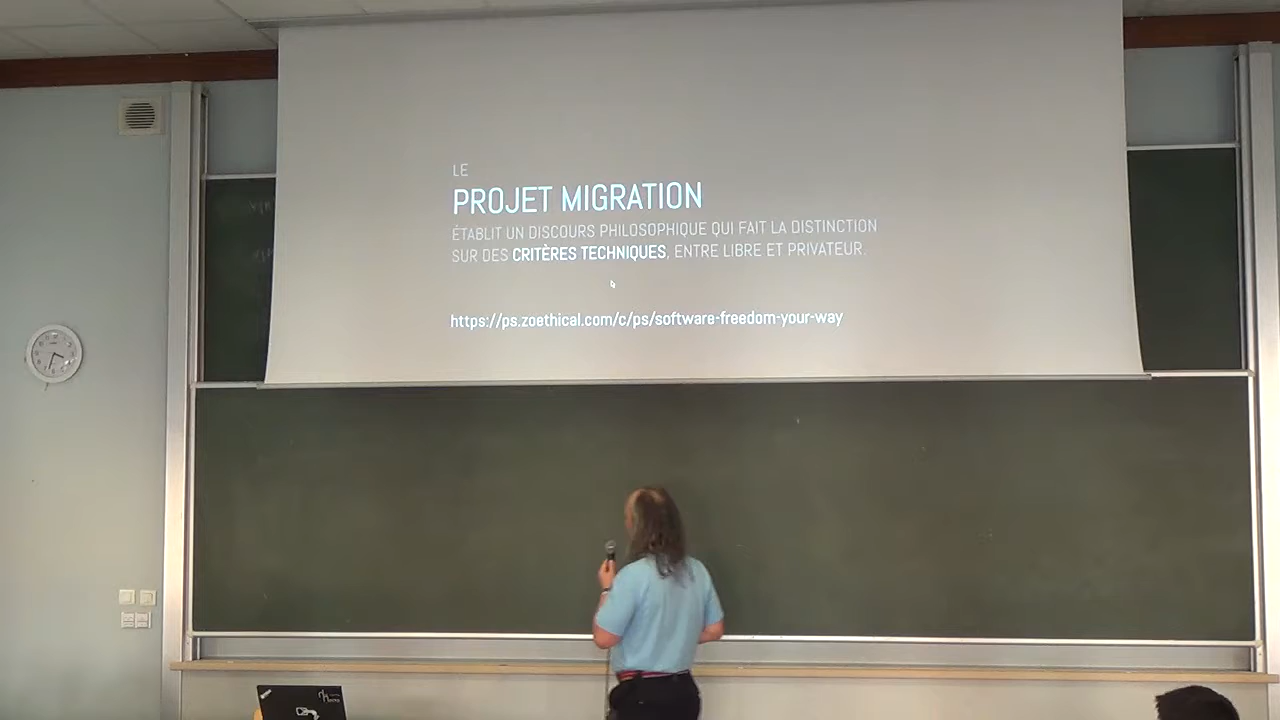 LE
PROJET MIGRATION
ÉTABLIT UN DISCOURS PHILOSOPHIQUE QUI FAIT LA DISTINCTION
SUR DES CRITÈRES TECHNIQUES, ENTRE LIBRE ET PRIVATEUR.
https://ps.zoethical.com/c/ps/software-freedom-your-way